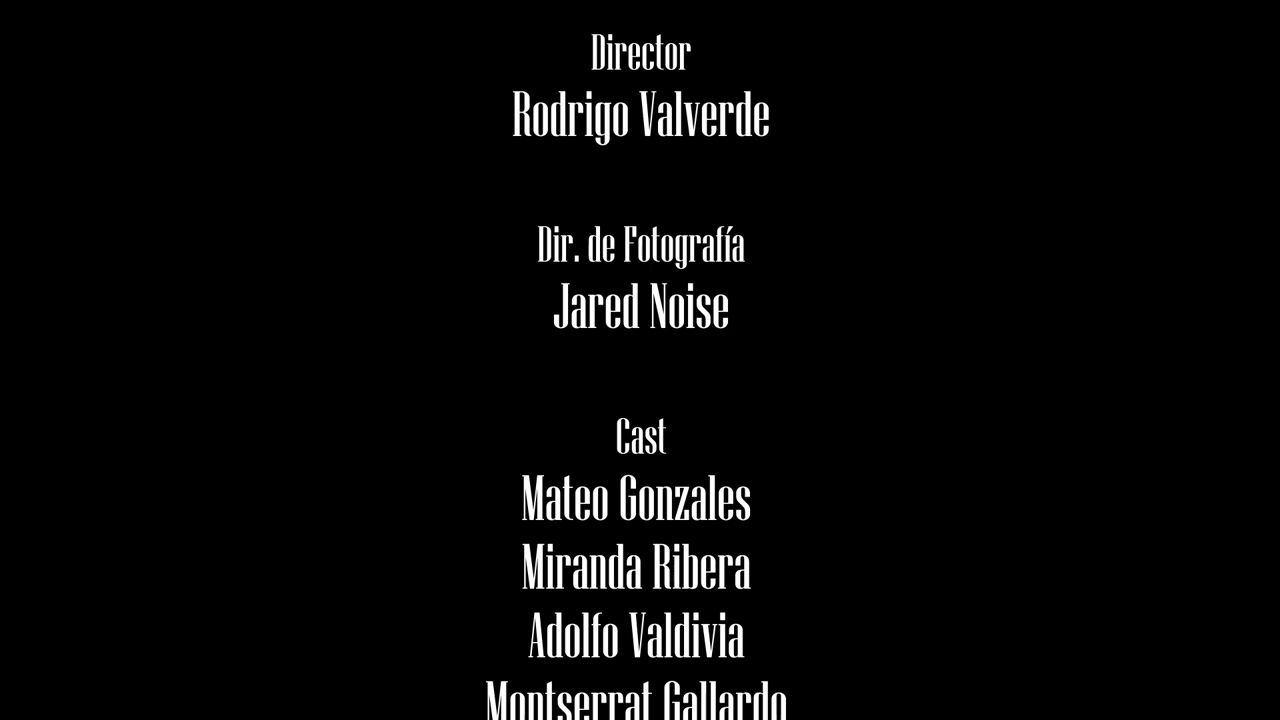 Director
Rodrigo Valverde
Dir. de Fotografía
Jared Noise
Cast
Mateo Gonzales
Miranda Ribera
Adolfo Valdivia
Montserrat Gallardo